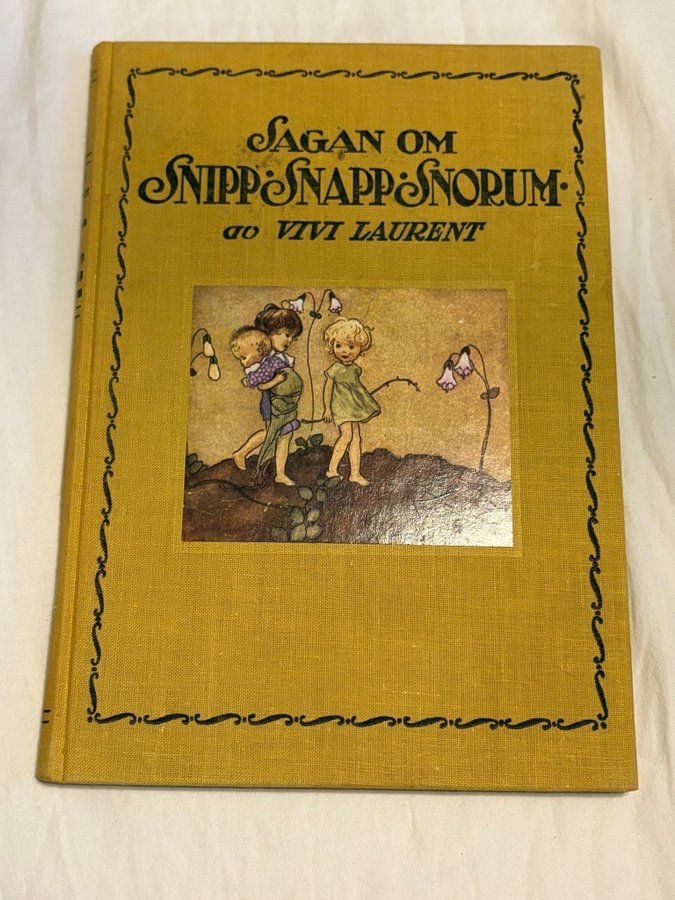 SAGAN OM
SNIPP·SNAPP·SNORUM·
av VIVI LAURENT